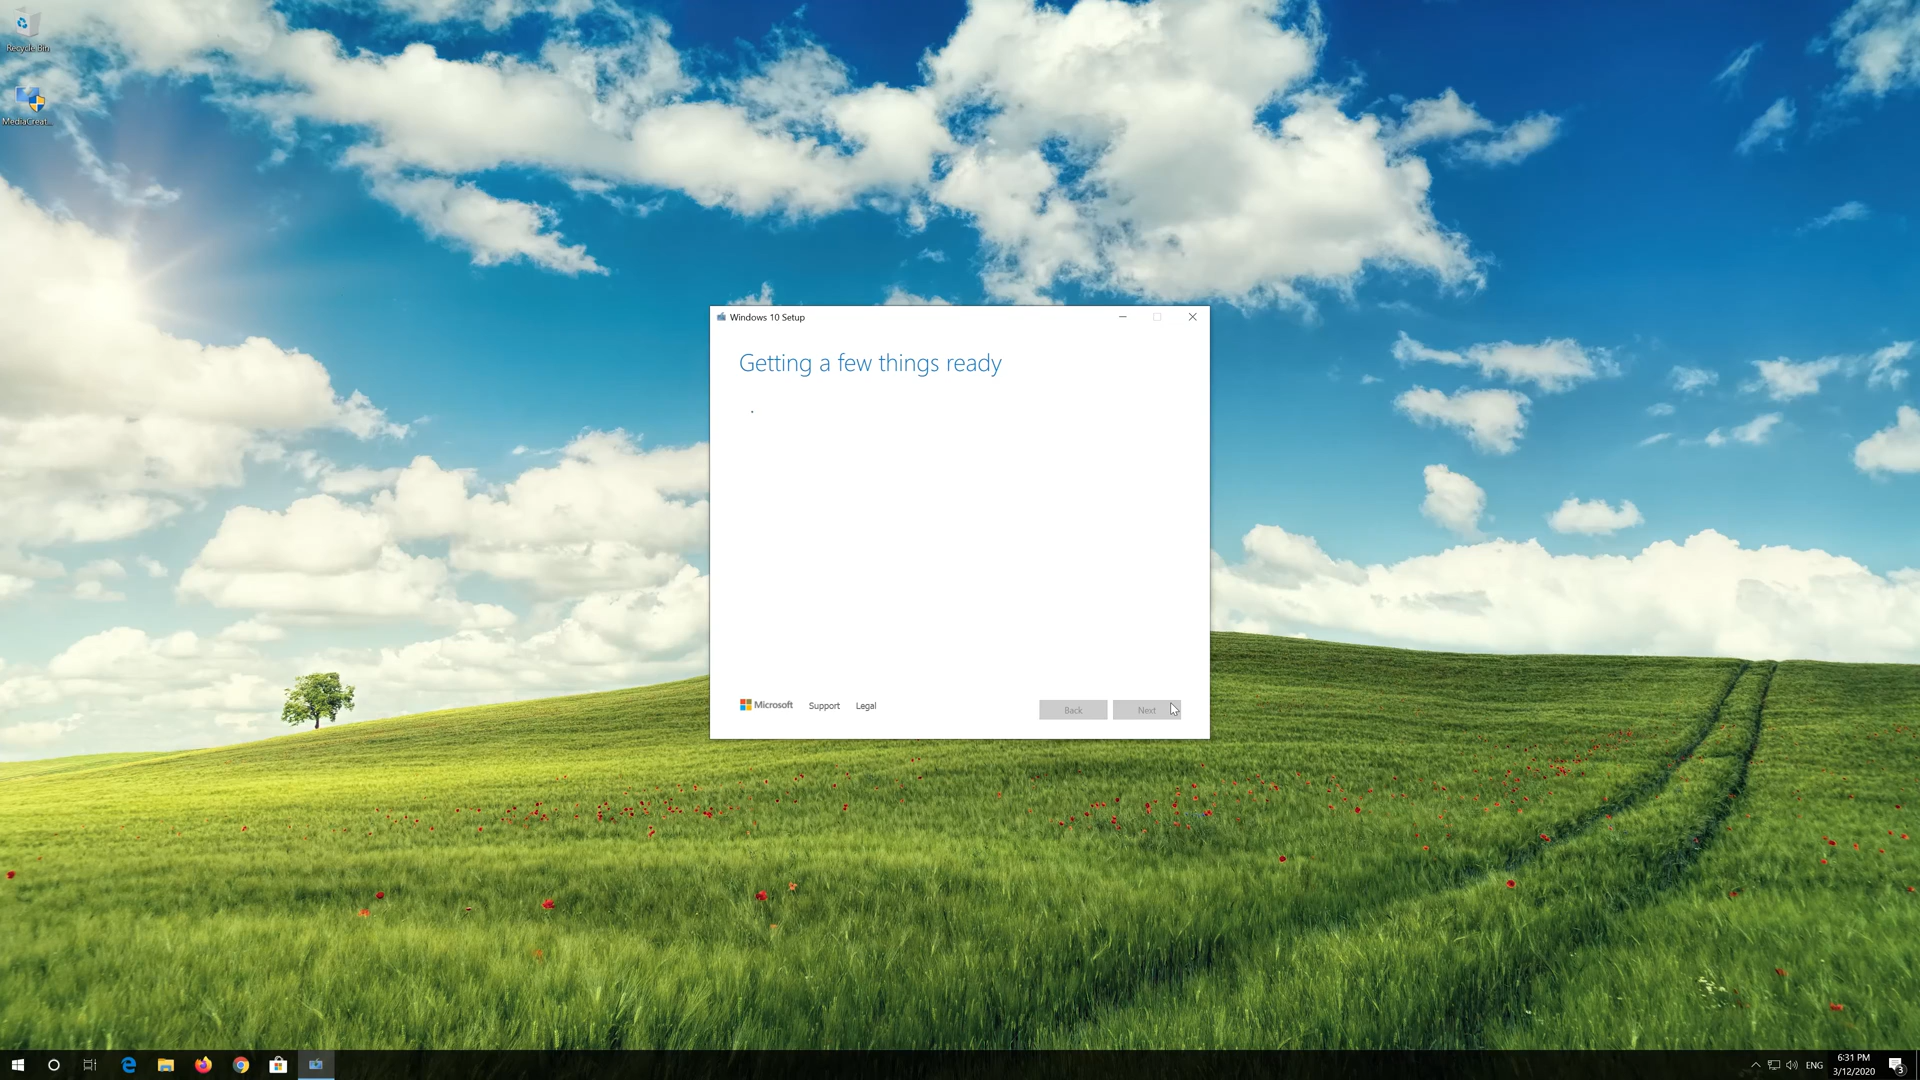 Recycle Bin
MediaCreat...
Windows 10 Setup
Getting a few things ready
Microsoft Support Legal
Back Next
ENG
6:31 PM
3/12/2020
3